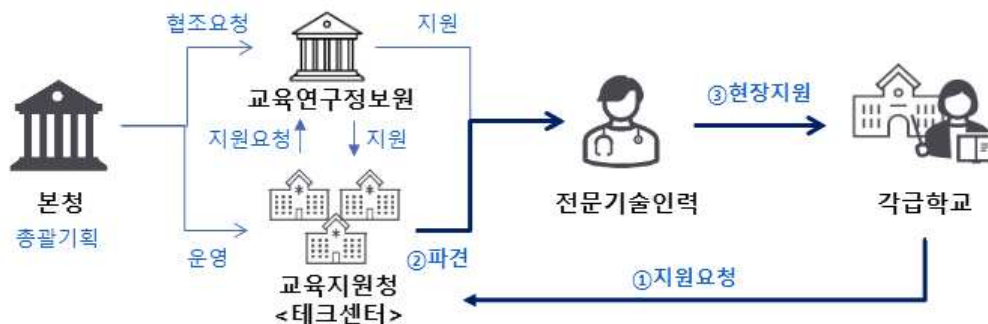 협조요청
지원
교육연구정보원
③현장지원
지원요청
지원
본청
총괄기획
전문기술인력
각급학교
운영
②파견
①지원요청
교육지원청
<테크센터>